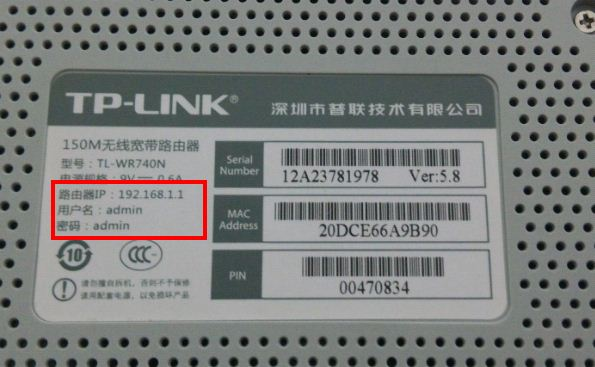 TP-LINK®
深圳市普联技术有限公司
150M无线宽带路由器
型号：TL-WR740N
电源规格：9V⎓0.6A
路由器IP：192.168.1.1
用户名：admin
密码：admin
10
CCC
请勿擅自拆机，否则不予保修
请用配套电源，以免损坏产品
Serial Number
12A23781978 Ver:5.8
MAC Address
20DCE66A9B90
PIN
00470834